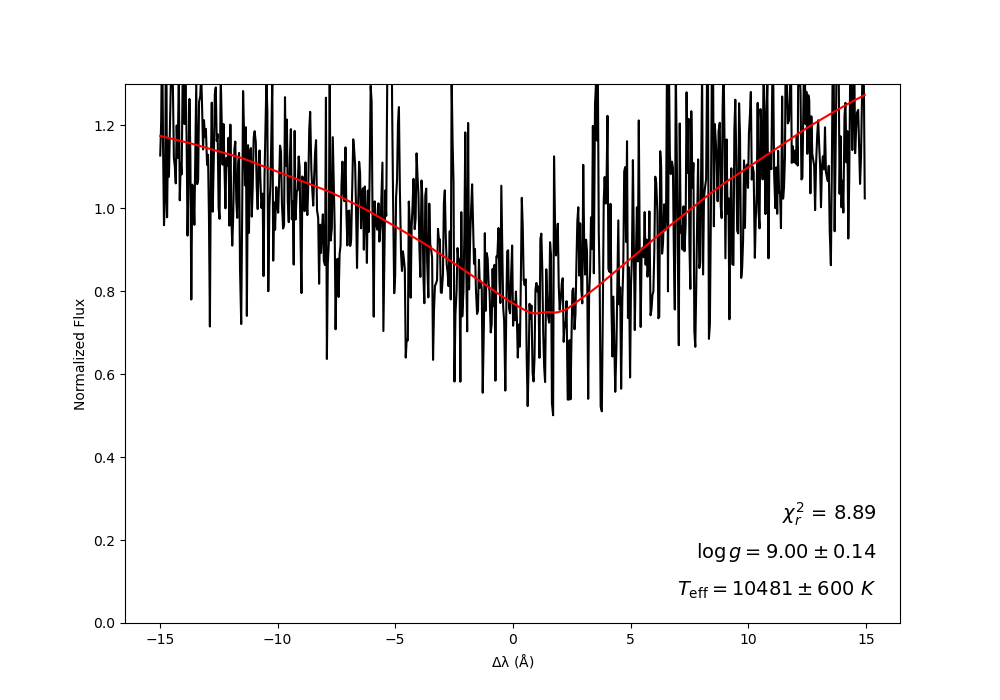 1.2
1.0
0.8
0.6
0.4
0.2
0.0
Normalized Flux
χ²ᵣ = 8.89
log g = 9.00 ± 0.14
T_eff = 10481 ± 600 K
−15 −10 −5 0 5 10 15
Δλ (Å)